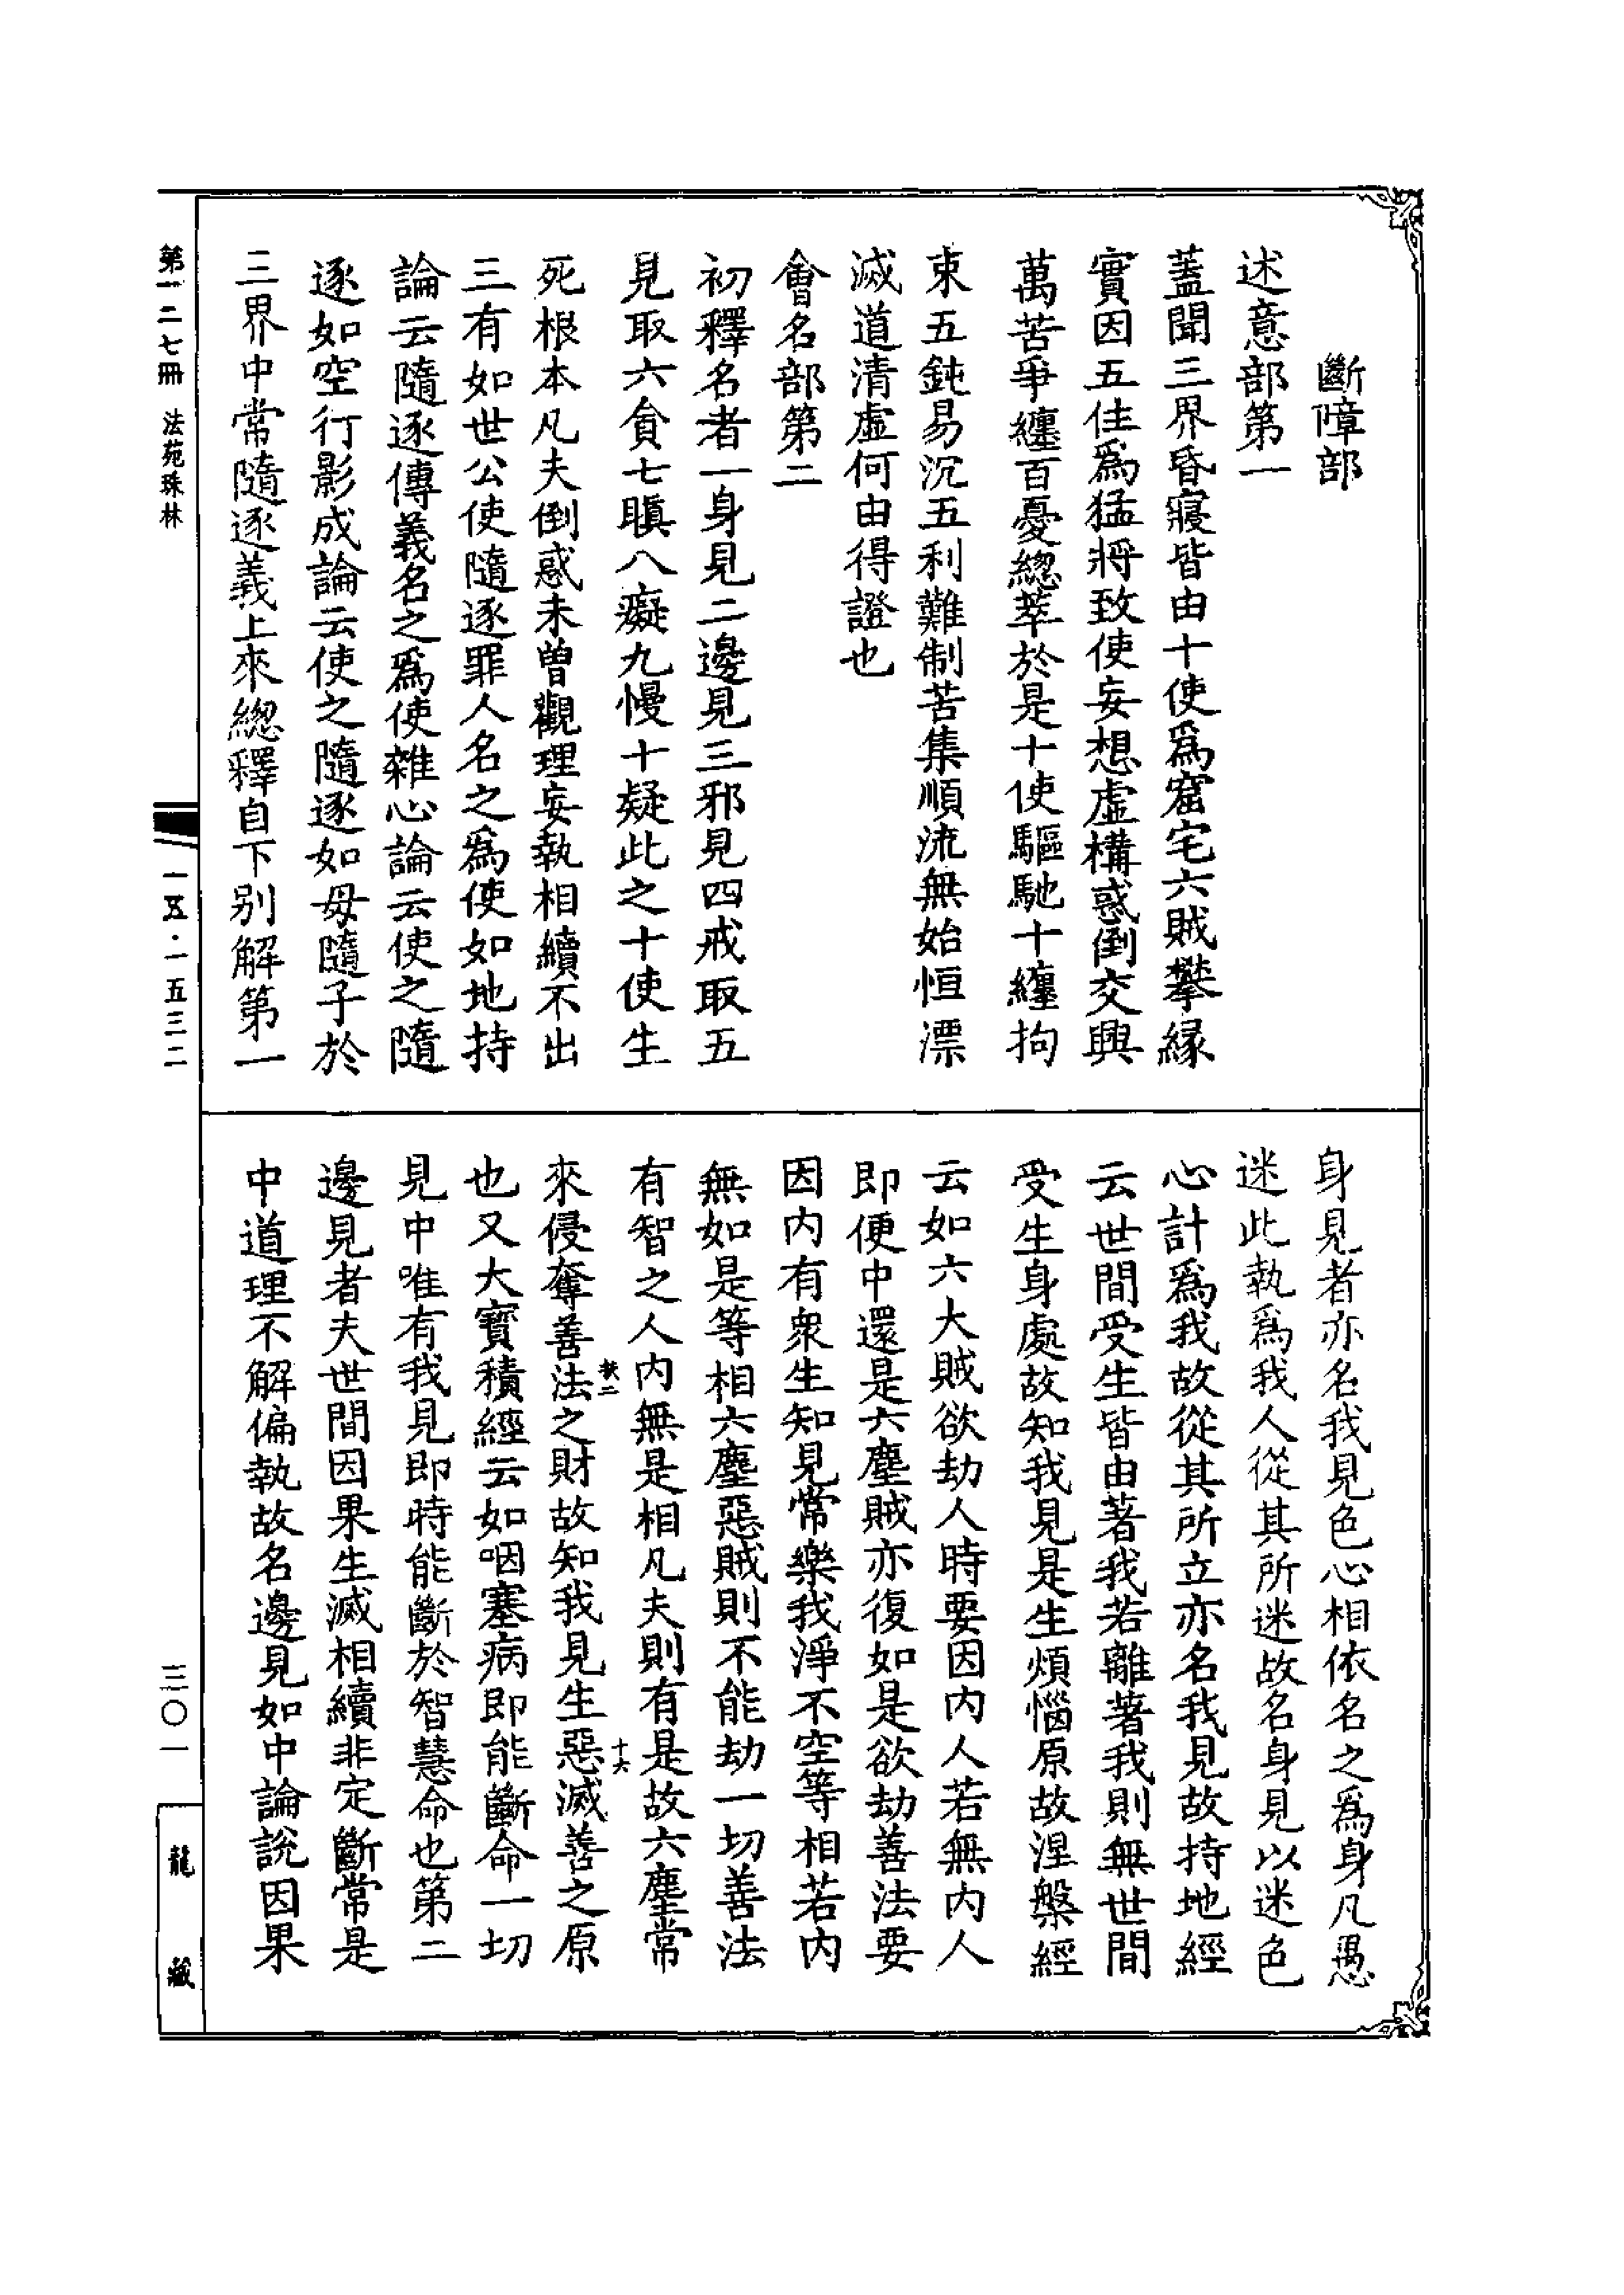 斷障部
述意部第一
蓋聞三界昏寢皆由十使爲窟宅六賊攀縁
實因五住爲猛將致使妄想虛構惑倒交興
萬苦爭纏百憂總萃於是十使驅馳十纏拘
束五鈍易沉五利難制苦集順流無始恒漂
滅道清虛何由得證也
會名部第二
初釋名者一身見二邊見三邪見四戒取五
見取六貪七瞋八癡九慢十疑此之十使生
死根本凡夫倒惑未曾觀理妄執相續不出
三有如世公使隨逐罪人名之爲使如地持
論云隨逐傳義名之爲使雜心論云使之隨
逐如空行影成論云使之隨逐如母隨子於
三界中常隨逐義上來總釋自下別解第一
身見者亦名我見色心相依名之爲身凡愚
迷此執爲我人從其所迷故名身見以迷色
心計爲我故從其所立亦名我見故持地經
云世間受生皆由著我若離著我則無世間
受生身處故知我見是生煩惱原故涅槃經
云如六大賊欲劫人時要因內人若無內人
即便中還是六塵賊亦復如是欲劫善法要
因內有衆生知見常樂我淨不空等相若內
無如是等相六塵惡賊則不能劫一切善法
有智之人內無是相凡夫則有是故六塵常
來侵奪善法之財故知我見生惡滅善之原
也又大寶積經云如咽塞病即能斷命一切
見中唯有我見即時能斷於智慧命也第二
邊見者夫世間因果生滅相續非定斷常是
中道理不解偏執故名邊見如中論說因果
第一二七冊 法苑珠林
一五·一五三二
三〇一
龍藏
十六